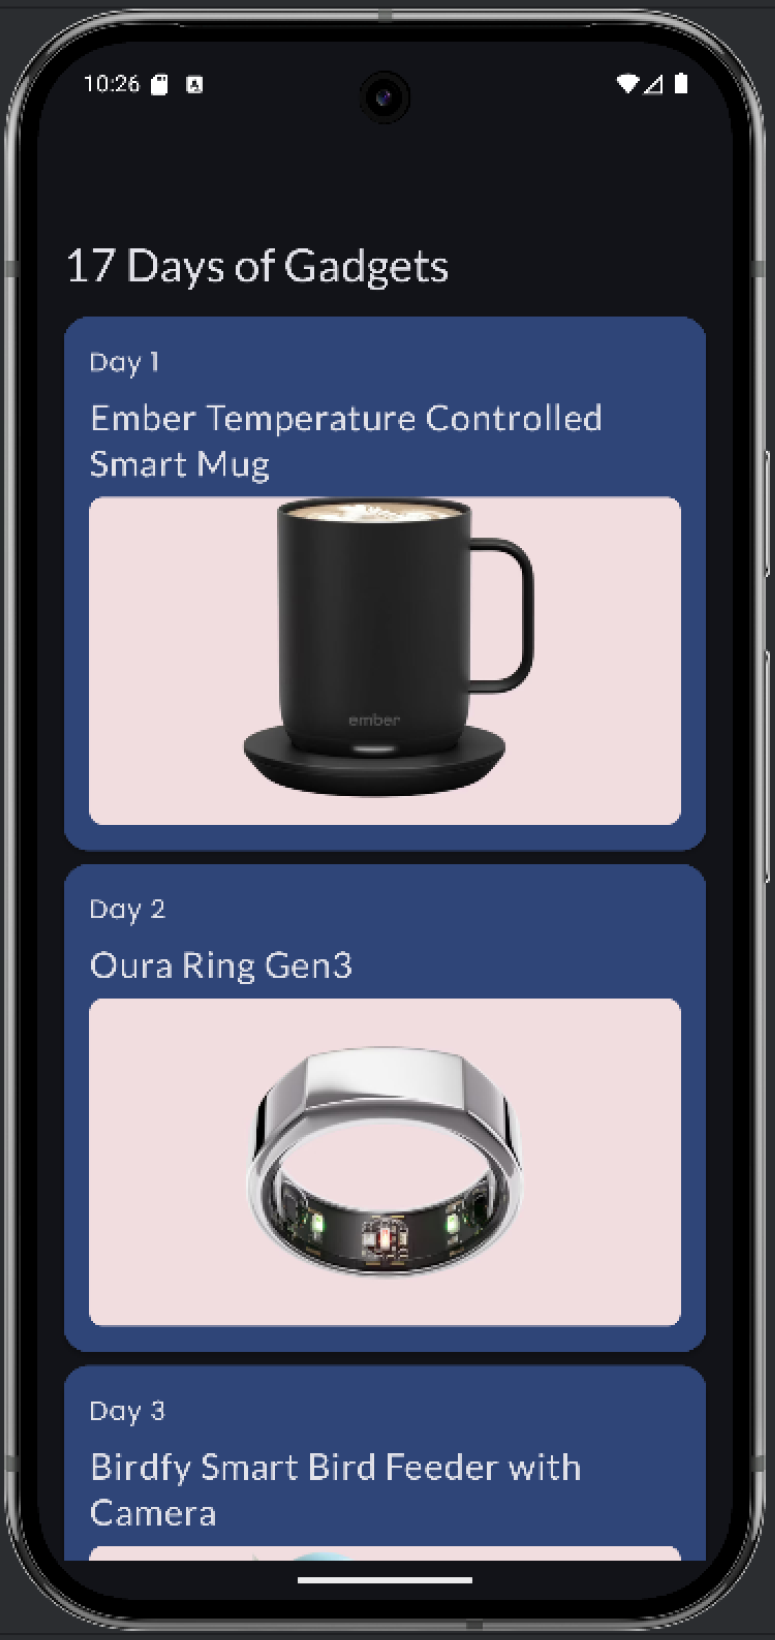 10:26
17 Days of Gadgets
Day 1
Ember Temperature Controlled
Smart Mug
ember
Day 2
Oura Ring Gen3
Day 3
Birdfy Smart Bird Feeder with
Camera